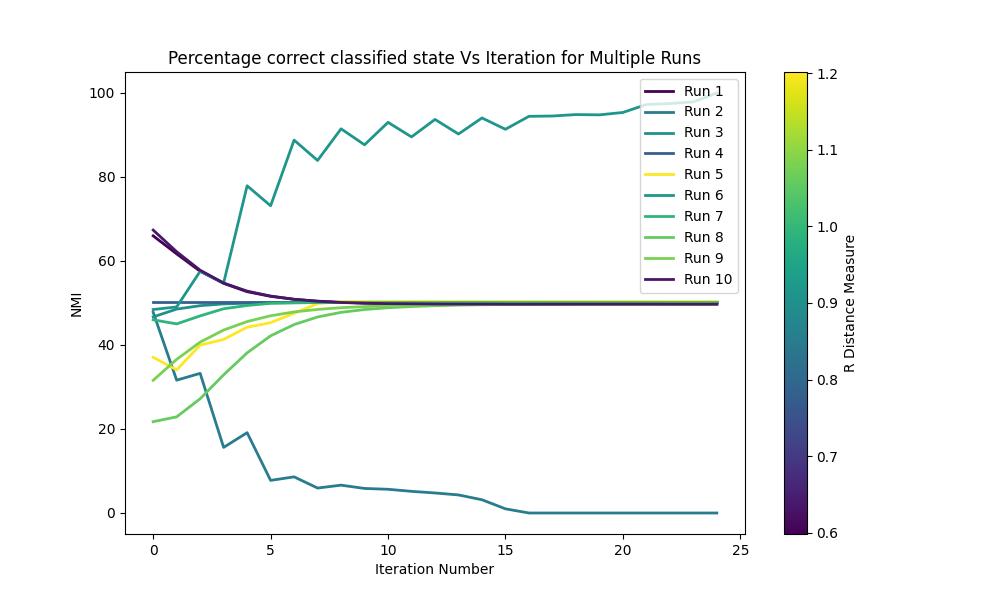 Percentage correct classified state Vs Iteration for Multiple Runs
NMI
100
80
60
40
20
0
0
5
10
15
20
25
Iteration Number
Run 1
Run 2
Run 3
Run 4
Run 5
Run 6
Run 7
Run 8
Run 9
Run 10
1.2
1.1
1.0
0.9
0.8
0.7
0.6
R Distance Measure